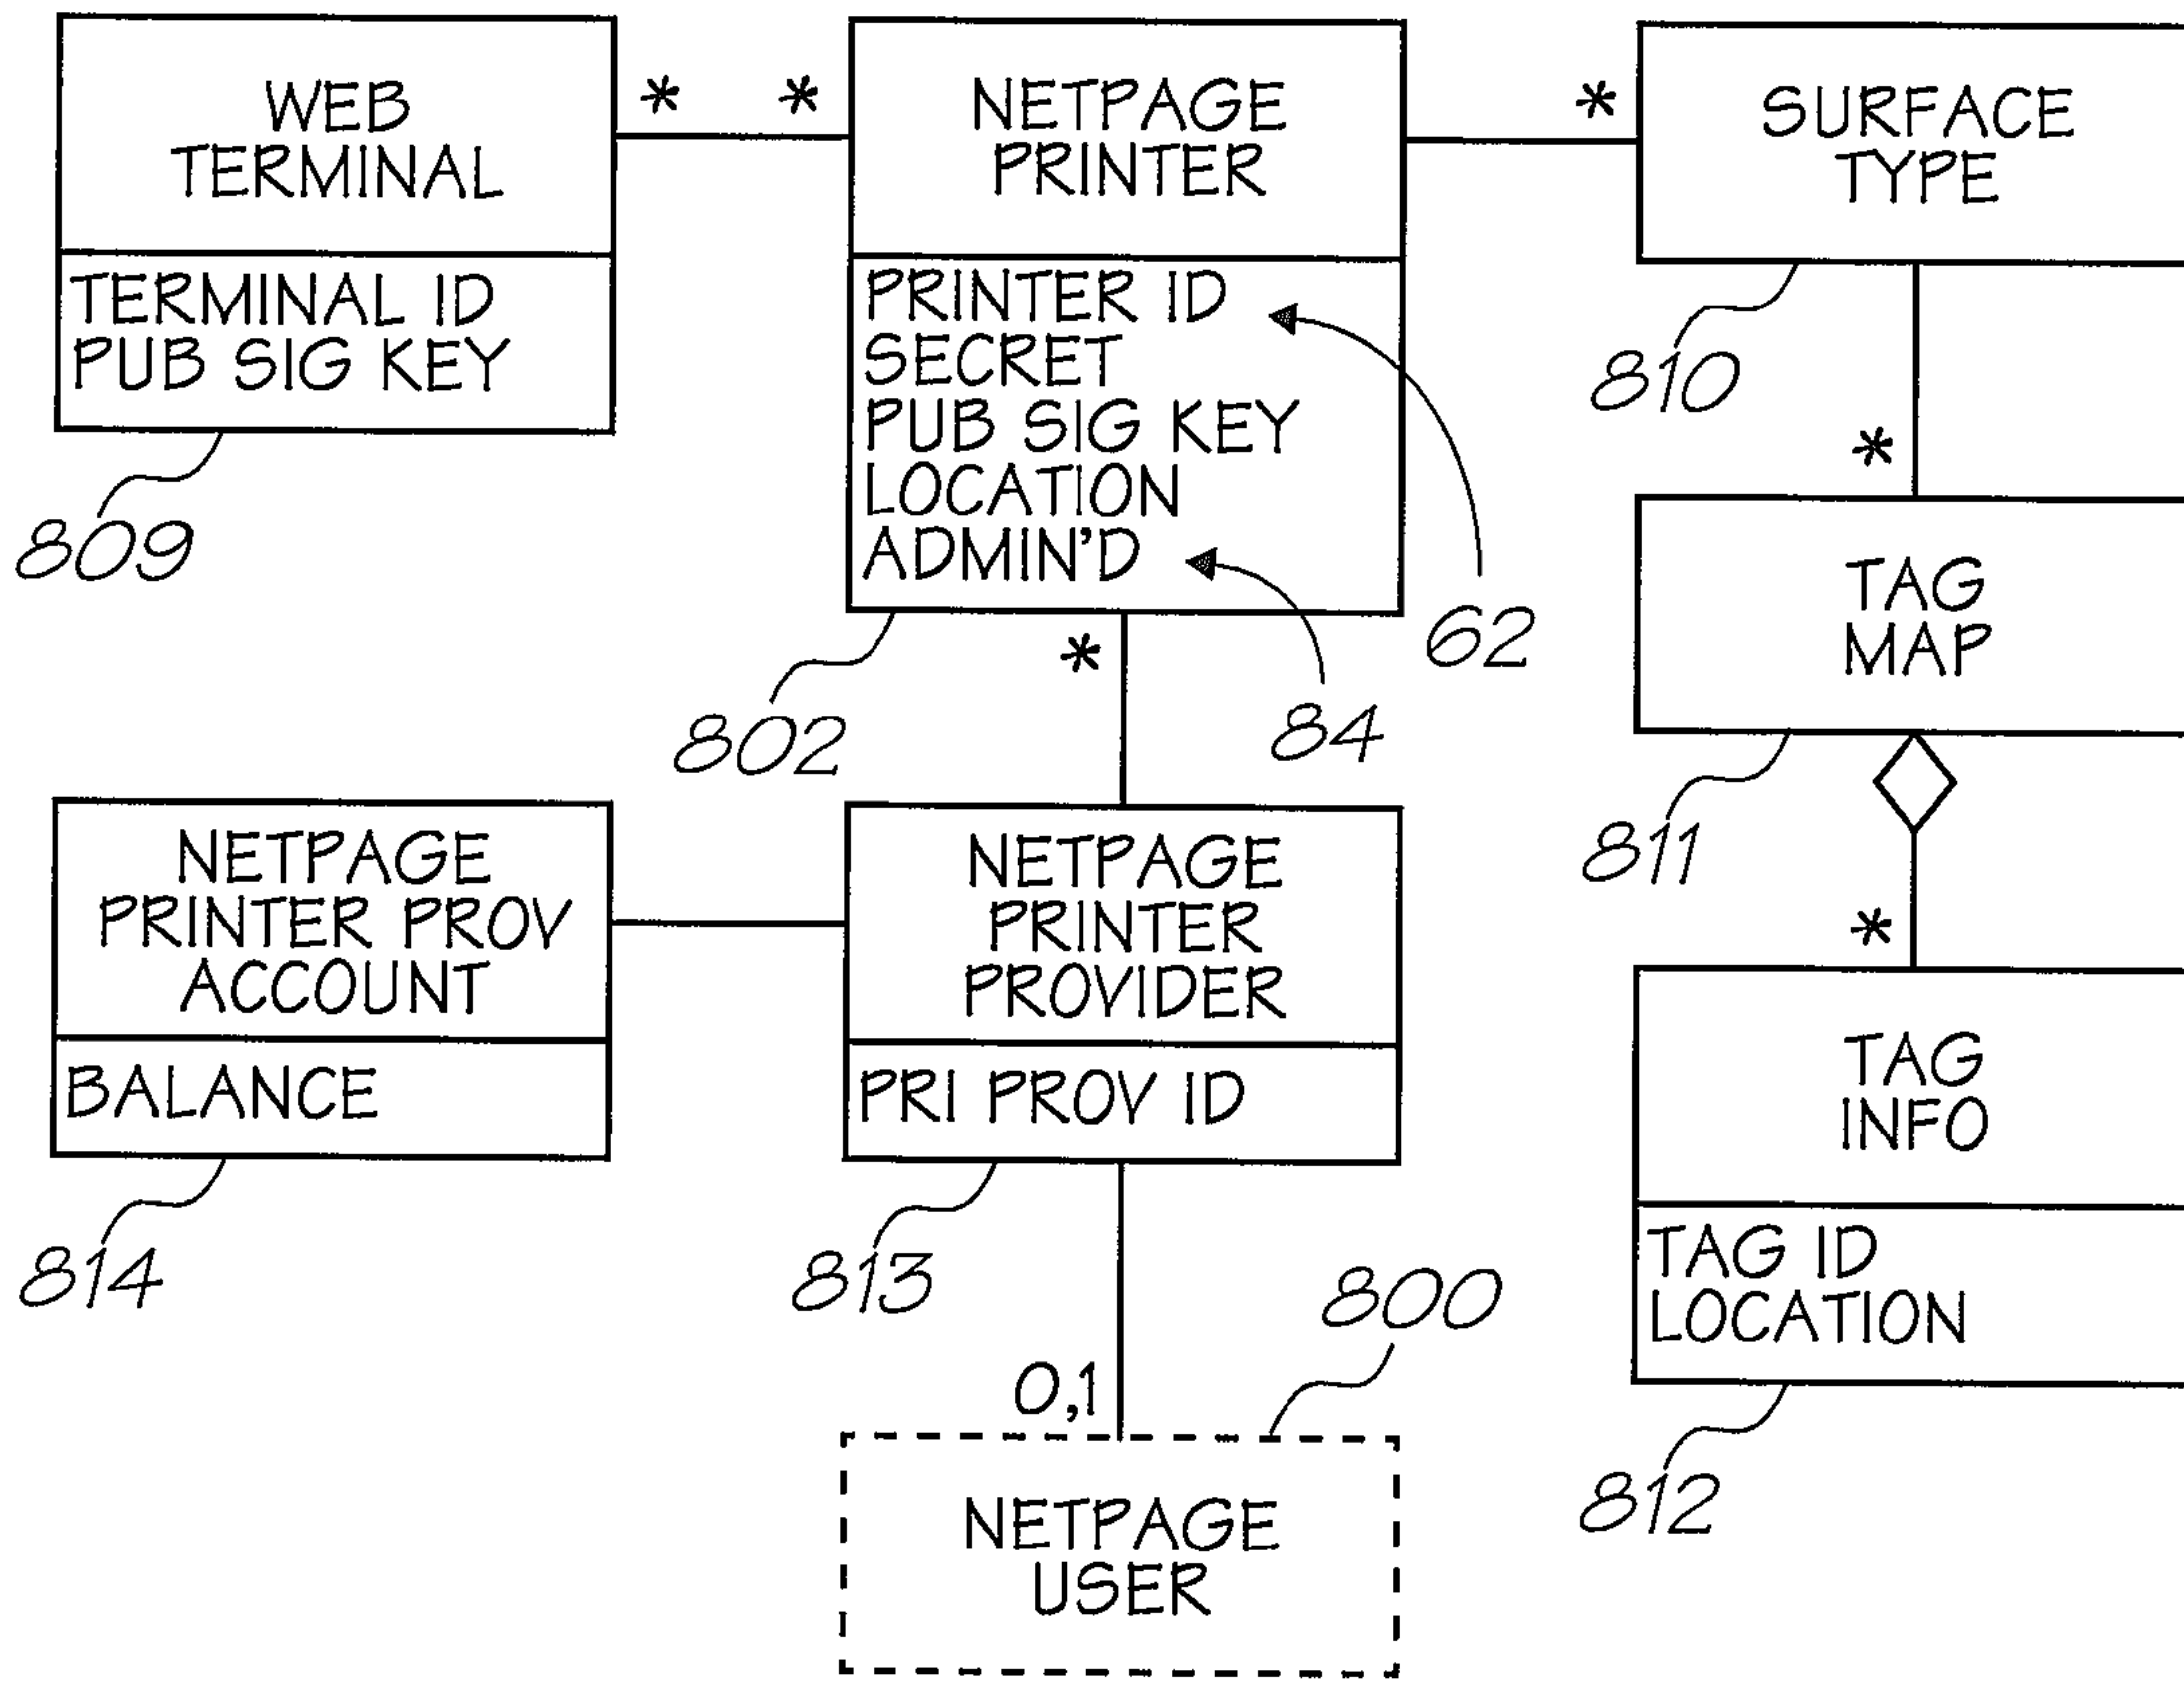 WEB
TERMINAL
TERMINAL ID
PUB SIG KEY
809
*
*
NETPAGE
PRINTER
PRINTER ID
SECRET
PUB SIG KEY
LOCATION
ADMIN'D
62
84
802
*
*
SURFACE
TYPE
810
*
TAG
MAP
811
*
TAG
INFO
TAG ID
LOCATION
812
NETPAGE
PRINTER PROV
ACCOUNT
BALANCE
814
NETPAGE
PRINTER
PROVIDER
PRI PROV ID
813
800
0,1
NETPAGE
USER